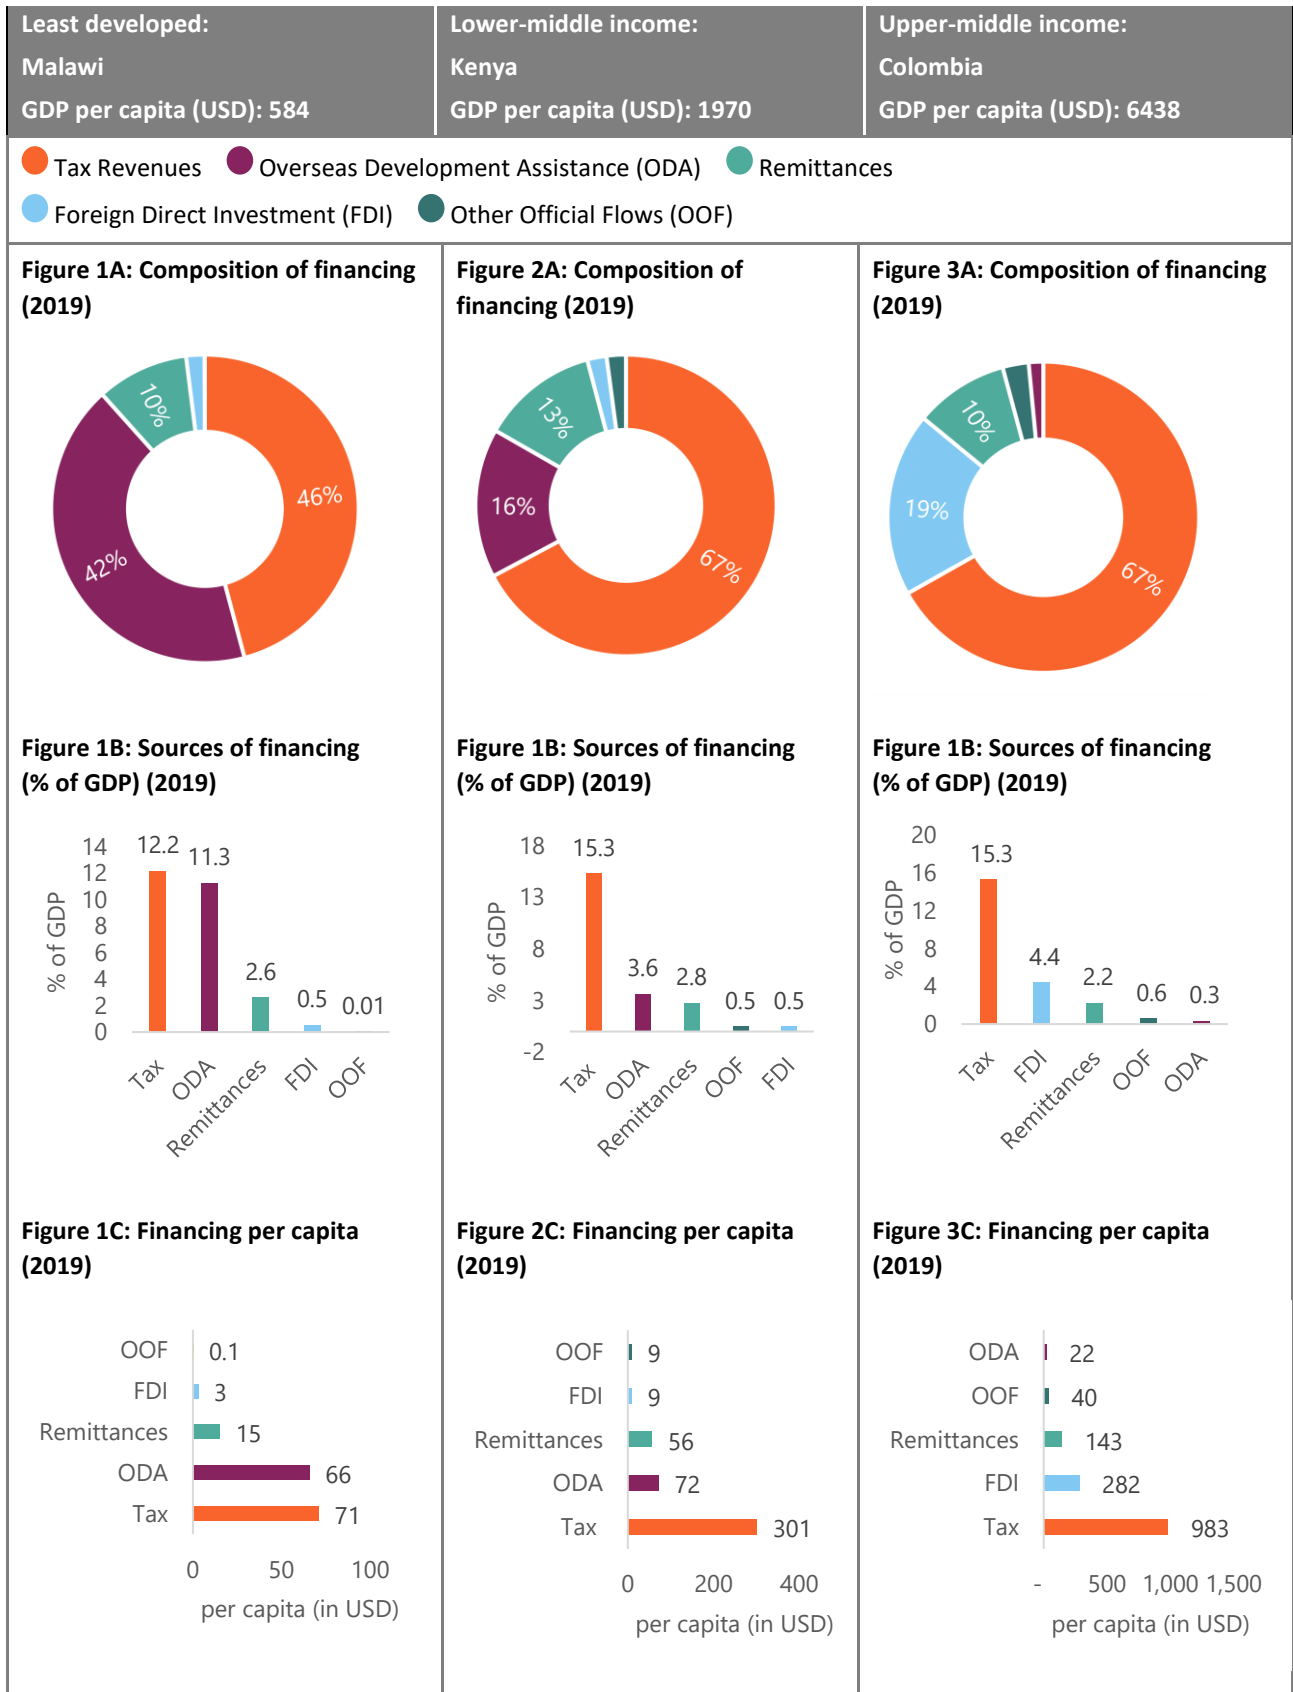 Least developed:
Malawi
GDP per capita (USD): 584
Lower-middle income:
Kenya
GDP per capita (USD): 1970
Upper-middle income:
Colombia
GDP per capita (USD): 6438
Tax Revenues
Overseas Development Assistance (ODA)
Remittances
Foreign Direct Investment (FDI)
Other Official Flows (OOF)
Figure 1A: Composition of financing
(2019)
10%
46%
42%
Figure 2A: Composition of
financing (2019)
13%
16%
67%
Figure 3A: Composition of financing
(2019)
10%
19%
67%
Figure 1B: Sources of financing
(% of GDP) (2019)
% of GDP
14
12
10
8
6
4
2
0
12.2
11.3
2.6
0.5
0.01
Tax
ODA
Remittances
FDI
OOF
Figure 1B: Sources of financing
(% of GDP) (2019)
% of GDP
18
13
8
3
-2
15.3
3.6
2.8
0.5
0.5
Tax
ODA
Remittances
OOF
FDI
Figure 1B: Sources of financing
(% of GDP) (2019)
% of GDP
20
16
12
8
4
0
15.3
4.4
2.2
0.6
0.3
Tax
FDI
Remittances
OOF
ODA
Figure 1C: Financing per capita
(2019)
OOF 0.1
FDI 3
Remittances 15
ODA 66
Tax 71
0 50 100
per capita (in USD)
Figure 2C: Financing per capita
(2019)
OOF 9
FDI 9
Remittances 56
ODA 72
Tax 301
0 200 400
per capita (in USD)
Figure 3C: Financing per capita
(2019)
ODA 22
OOF 40
Remittances 143
FDI 282
Tax 983
- 500 1,000 1,500
per capita (in USD)